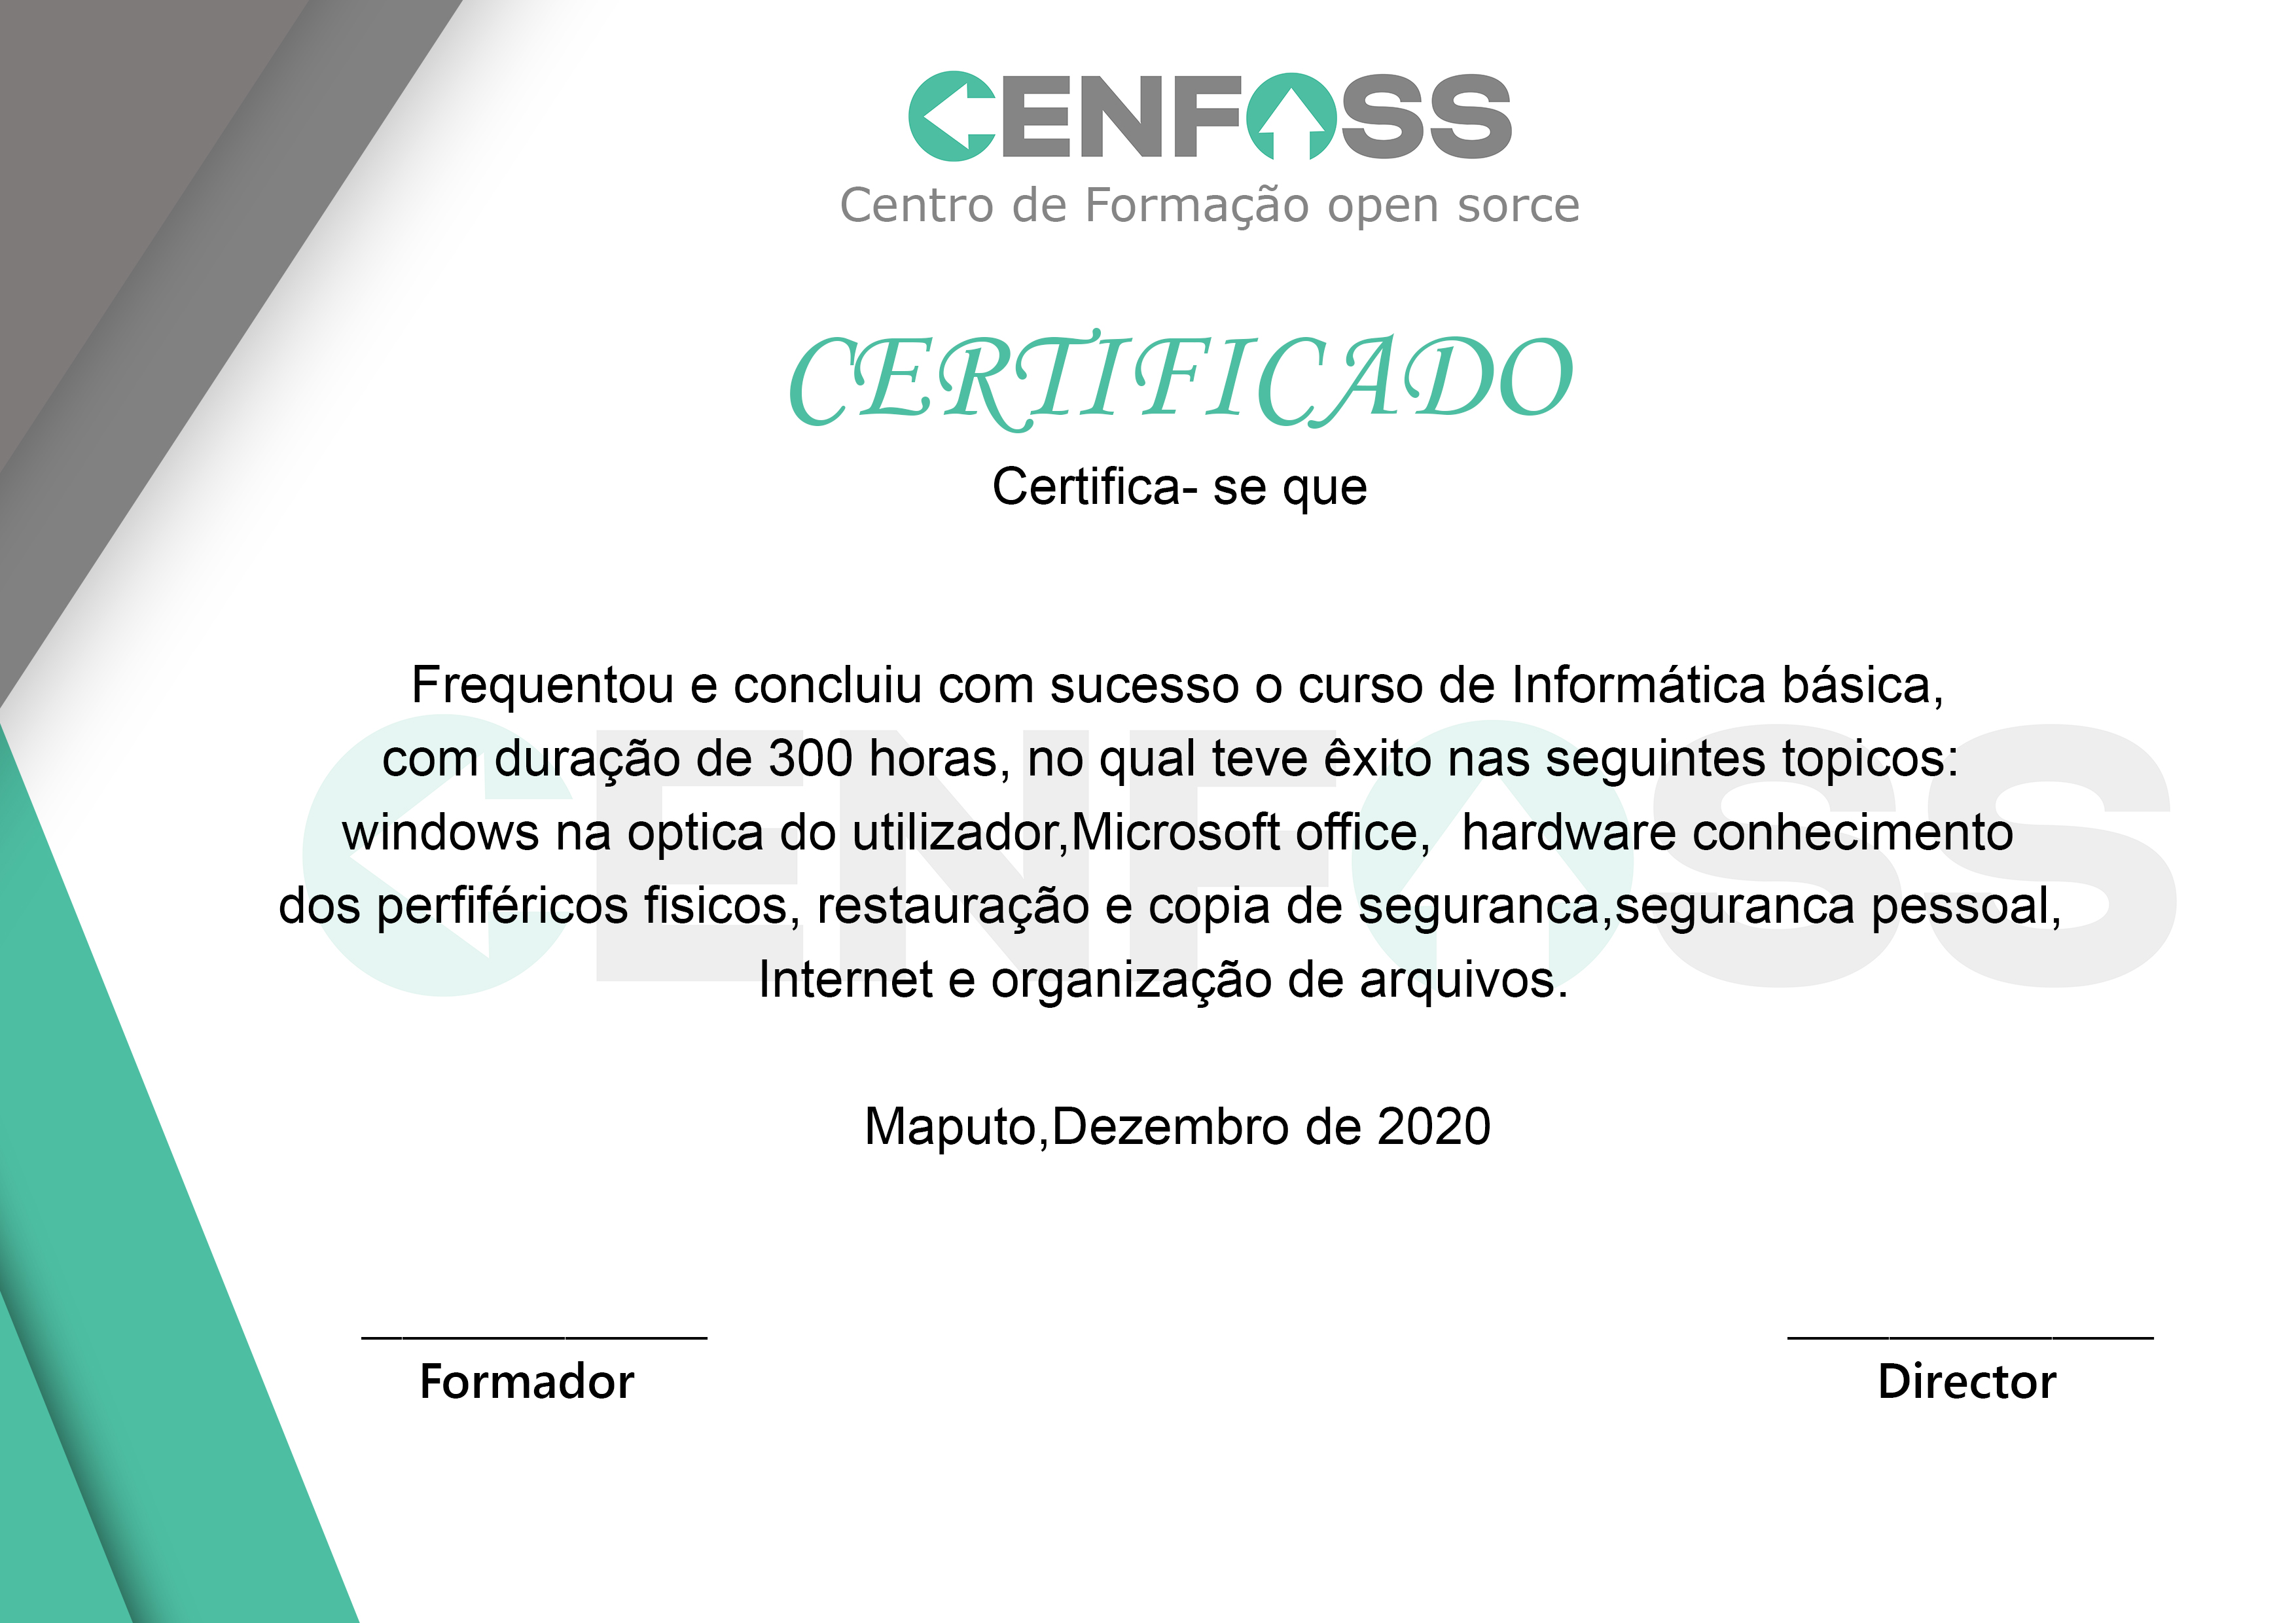 CENFOSS
Centro de Formação open sorce
CERTIFICADO
Certifica- se que
Frequentou e concluiu com sucesso o curso de Informática básica,
com duração de 300 horas, no qual teve êxito nas seguintes topicos:
windows na optica do utilizador,Microsoft office,  hardware conhecimento
dos perfiféricos fisicos, restauração e copia de seguranca,seguranca pessoal,
Internet e organização de arquivos.
CENFOSS
Maputo,Dezembro de 2020
Formador
Director